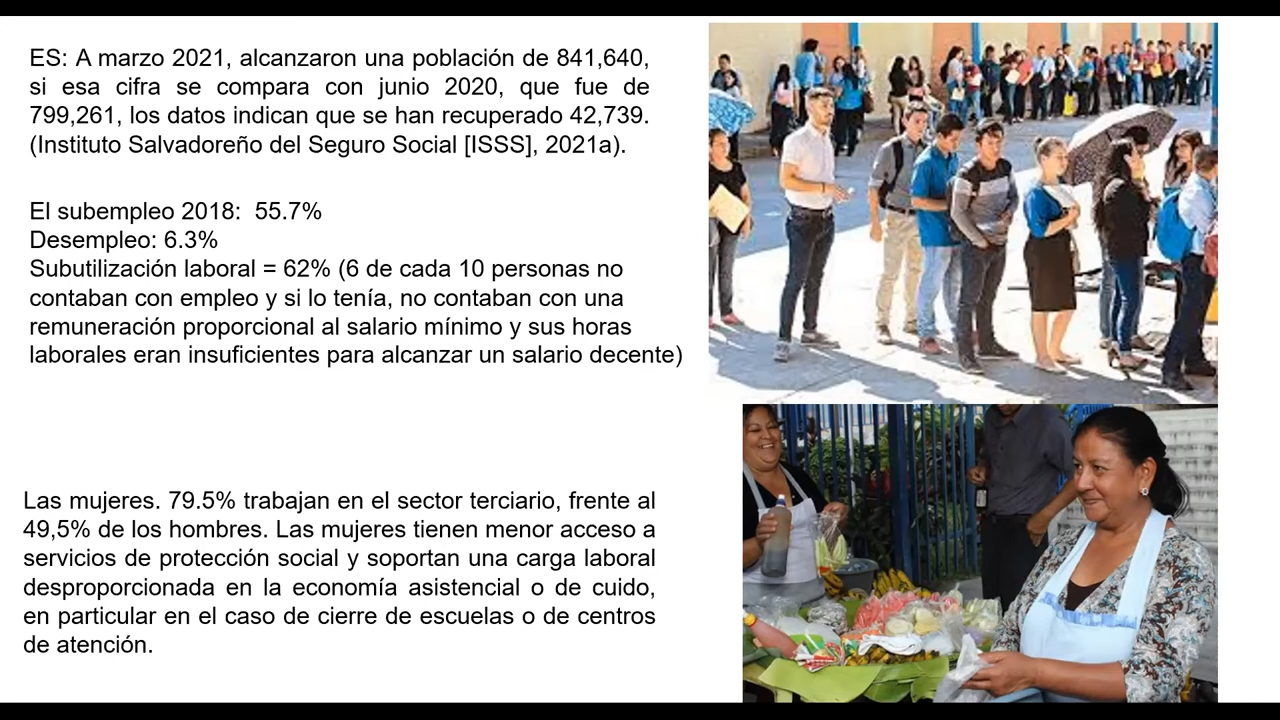 ES: A marzo 2021, alcanzaron una población de 841,640,
si esa cifra se compara con junio 2020, que fue de
799,261, los datos indican que se han recuperado 42,739.
(Instituto Salvadoreño del Seguro Social [ISSS], 2021a).
El subempleo 2018:  55.7%
Desempleo: 6.3%
Subutilización laboral = 62% (6 de cada 10 personas no
contaban con empleo y si lo tenía, no contaban con una
remuneración proporcional al salario mínimo y sus horas
laborales eran insuficientes para alcanzar un salario decente)
Las mujeres. 79.5% trabajan en el sector terciario, frente al
49,5% de los hombres. Las mujeres tienen menor acceso a
servicios de protección social y soportan una carga laboral
desproporcionada en la economía asistencial o de cuido,
en particular en el caso de cierre de escuelas o de centros
de atención.